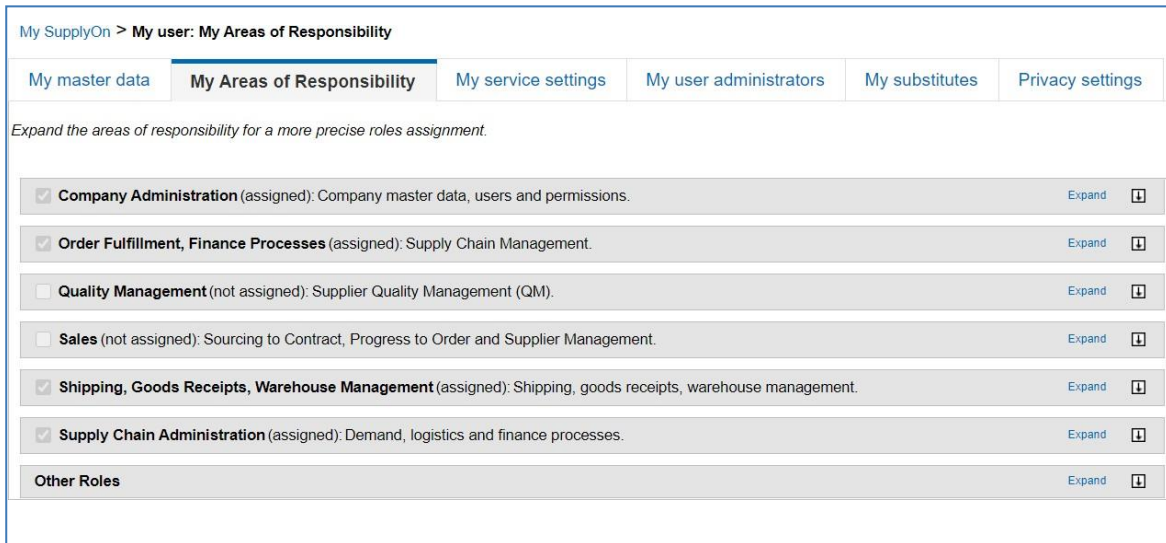 My SupplyOn > My user: My Areas of Responsibility
My master data My Areas of Responsibility My service settings My user administrators My substitutes Privacy settings
Expand the areas of responsibility for a more precise roles assignment.
Company Administration (assigned): Company master data, users and permissions. Expand
Order Fulfillment, Finance Processes (assigned): Supply Chain Management. Expand
Quality Management (not assigned): Supplier Quality Management (QM). Expand
Sales (not assigned): Sourcing to Contract, Progress to Order and Supplier Management. Expand
Shipping, Goods Receipts, Warehouse Management (assigned): Shipping, goods receipts, warehouse management. Expand
Supply Chain Administration (assigned): Demand, logistics and finance processes. Expand
Other Roles Expand